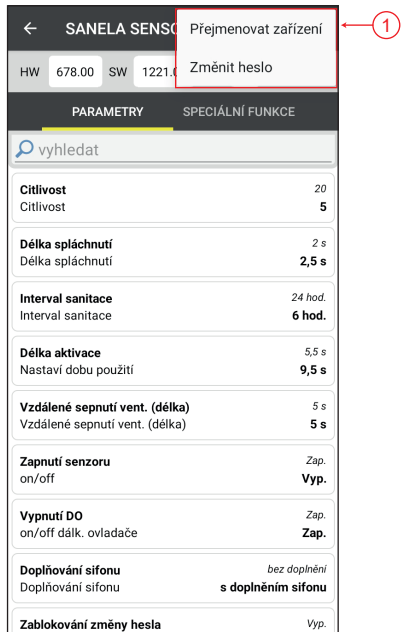 SANELA SENSO
Přejmenovat zařízení
1
Změnit heslo
HW 678.00 SW 1221.0
PARAMETRY SPECIÁLNÍ FUNKCE
vyhledat
Citlivost 20
Citlivost 5
Délka spláchnutí 2 s
Délka spláchnutí 2,5 s
Interval sanitace 24 hod.
Interval sanitace 6 hod.
Délka aktivace 5,5 s
Nastaví dobu použití 9,5 s
Vzdálené sepnutí vent. (délka) 5 s
Vzdálené sepnutí vent. (délka) 5 s
Zapnutí senzoru Zap.
on/off Vyp.
Vypnutí DO Zap.
on/off dálk. ovladače Zap.
Doplňování sifonu bez doplnění
Doplňování sifonu s doplněním sifonu
Zablokování změny hesla Vyp.